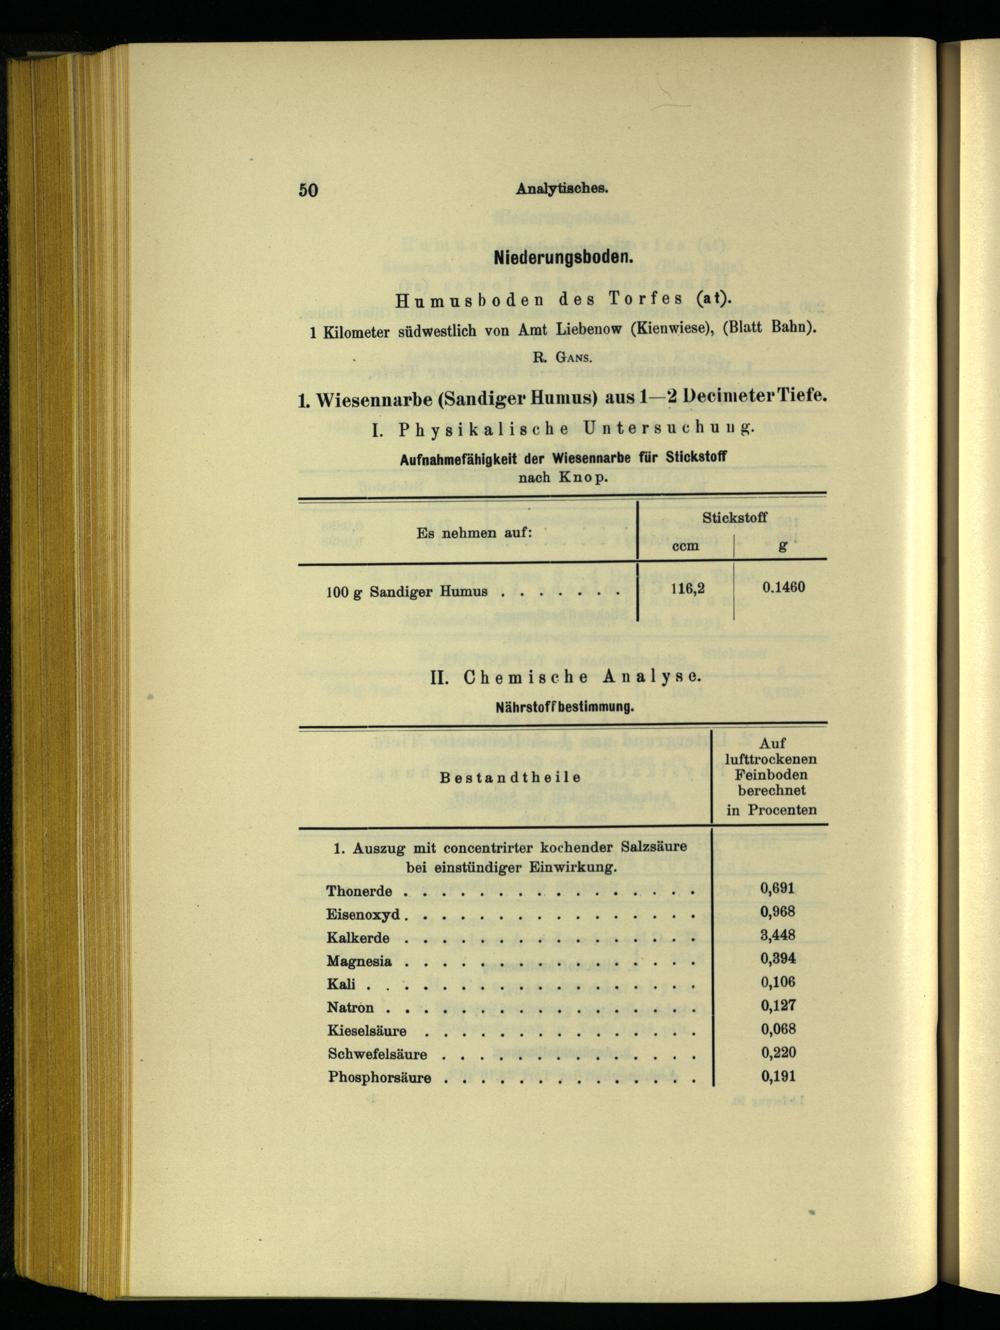 50 Analytisches.
Niederungsboden.
Humusboden des Torfes (at).
1 Kilometer südwestlich von Amt Liebenow (Kienwiese), (Blatt Bahn).
R. GANS.
1. Wiesennarbe (Sandiger Humus) aus 1—2 Decimeter Tiefe.
I. Physikalische Untersuchung.
Aufnahmefähigkeit der Wiesennarbe für Stickstoff
nach Knop.
Es nehmen auf:
Stickstoff
ccm g
100 g Sandiger Humus . . . . . . . 116,2 0.1460
II. Chemische Analyse.
Nährstoffbestimmung.
Bestandtheile
Auf
lufttrockenen
Feinboden
berechnet
in Procenten
1. Auszug mit concentrirter kochender Salzsäure
bei einstündiger Einwirkung.
Thonerde . . . . . . . . . . . . . . . . 0,691
Eisenoxyd . . . . . . . . . . . . . . . . 0,968
Kalkerde . . . . . . . . . . . . . . . . 3,448
Magnesia . . . . . . . . . . . . . . . . 0,394
Kali . . . . . . . . . . . . . . . . . . 0,106
Natron . . . . . . . . . . . . . . . . . 0,127
Kieselsäure . . . . . . . . . . . . . . . 0,068
Schwefelsäure . . . . . . . . . . . . . . 0,220
Phosphorsäure . . . . . . . . . . . . . . 0,191